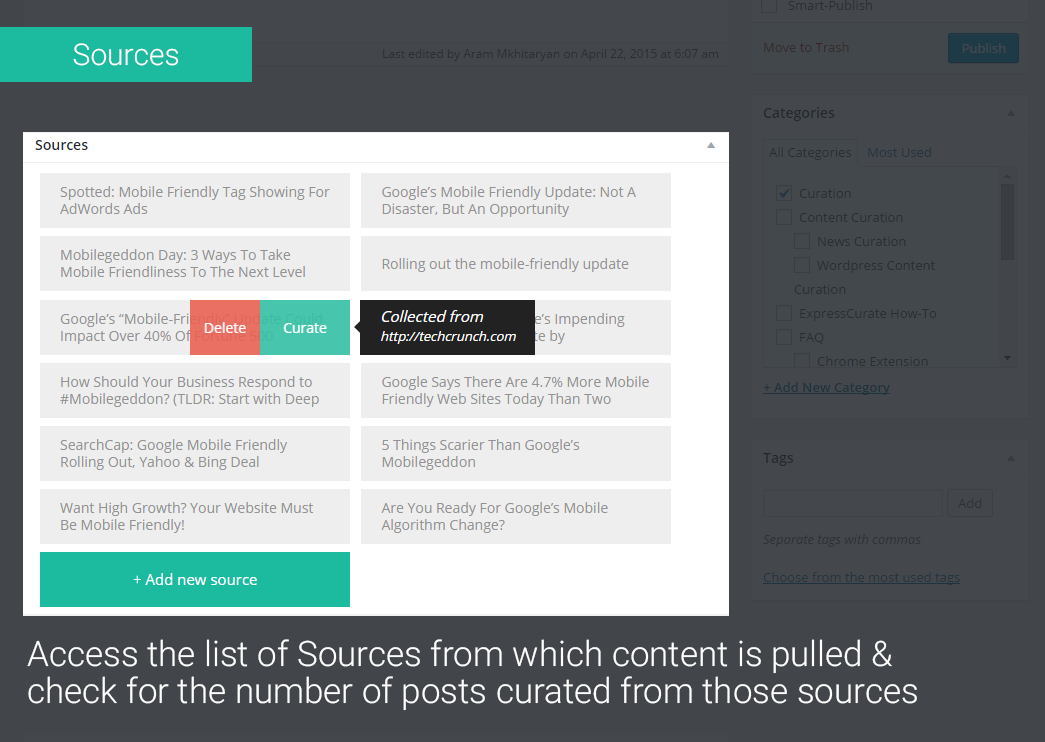 Smart-Publish
Sources
Last edited by Aram Mkhitaryan on April 22, 2015 at 6:07 am
Move to Trash
Publish
Sources
Spotted: Mobile Friendly Tag Showing For
AdWords Ads
Google's Mobile Friendly Update: Not A
Disaster, But An Opportunity
Mobilegeddon Day: 3 Ways To Take
Mobile Friendliness To The Next Level
Rolling out the mobile-friendly update
Google's "Mobile-Friendly" Update Could
Impact Over 40% Of Fortune 500
Delete
Curate
Collected from
http://techcrunch.com
e's Impending
te by
How Should Your Business Respond to
#Mobilegeddon? (TLDR: Start with Deep
Google Says There Are 4.7% More Mobile
Friendly Web Sites Today Than Two
SearchCap: Google Mobile Friendly
Rolling Out, Yahoo & Bing Deal
5 Things Scarier Than Google's
Mobilegeddon
Want High Growth? Your Website Must
Be Mobile Friendly!
Are You Ready For Google's Mobile
Algorithm Change?
+ Add new source
Categories
All Categories
Most Used
Curation
Content Curation
News Curation
Wordpress Content
Curation
ExpressCurate How-To
FAQ
Chrome Extension
+ Add New Category
Tags
Add
Separate tags with commas
Choose from the most used tags
Access the list of Sources from which content is pulled &
check for the number of posts curated from those sources